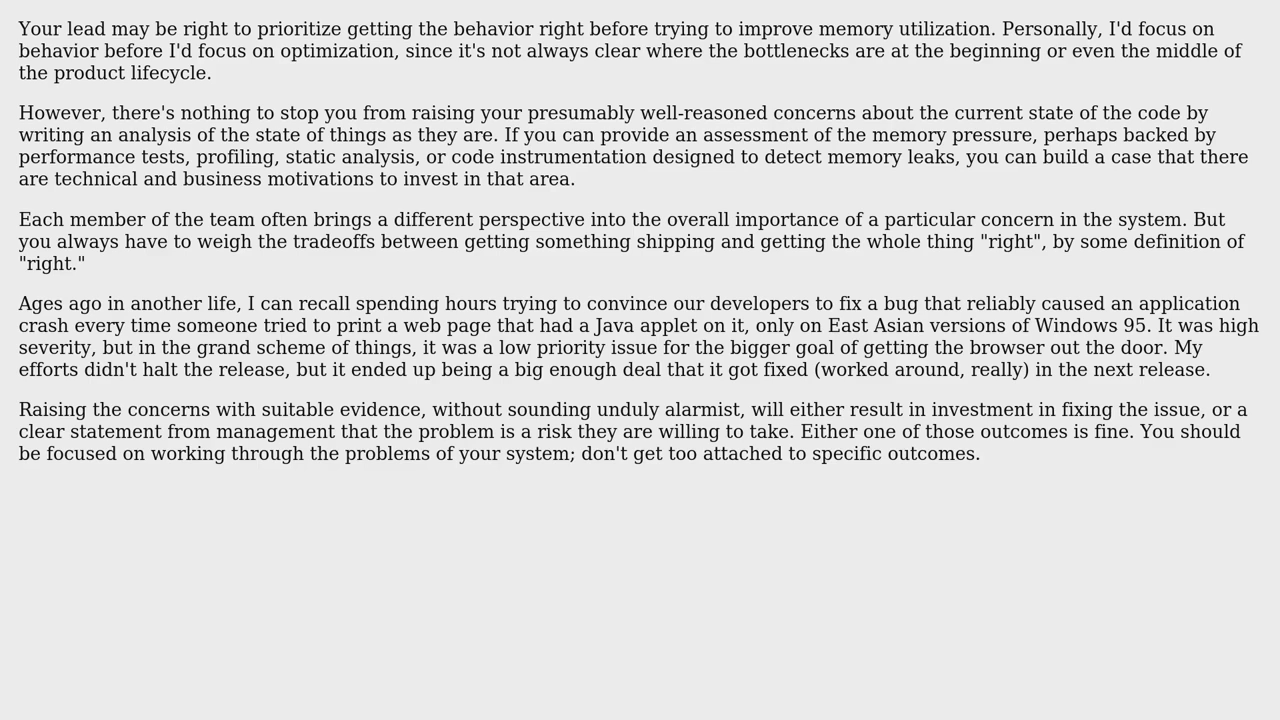 Your lead may be right to prioritize getting the behavior right before trying to improve memory utilization. Personally, I'd focus on
behavior before I'd focus on optimization, since it's not always clear where the bottlenecks are at the beginning or even the middle of
the product lifecycle.
However, there's nothing to stop you from raising your presumably well-reasoned concerns about the current state of the code by
writing an analysis of the state of things as they are. If you can provide an assessment of the memory pressure, perhaps backed by
performance tests, profiling, static analysis, or code instrumentation designed to detect memory leaks, you can build a case that there
are technical and business motivations to invest in that area.
Each member of the team often brings a different perspective into the overall importance of a particular concern in the system. But
you always have to weigh the tradeoffs between getting something shipping and getting the whole thing "right", by some definition of
"right."
Ages ago in another life, I can recall spending hours trying to convince our developers to fix a bug that reliably caused an application
crash every time someone tried to print a web page that had a Java applet on it, only on East Asian versions of Windows 95. It was high
severity, but in the grand scheme of things, it was a low priority issue for the bigger goal of getting the browser out the door. My
efforts didn't halt the release, but it ended up being a big enough deal that it got fixed (worked around, really) in the next release.
Raising the concerns with suitable evidence, without sounding unduly alarmist, will either result in investment in fixing the issue, or a
clear statement from management that the problem is a risk they are willing to take. Either one of those outcomes is fine. You should
be focused on working through the problems of your system; don't get too attached to specific outcomes.